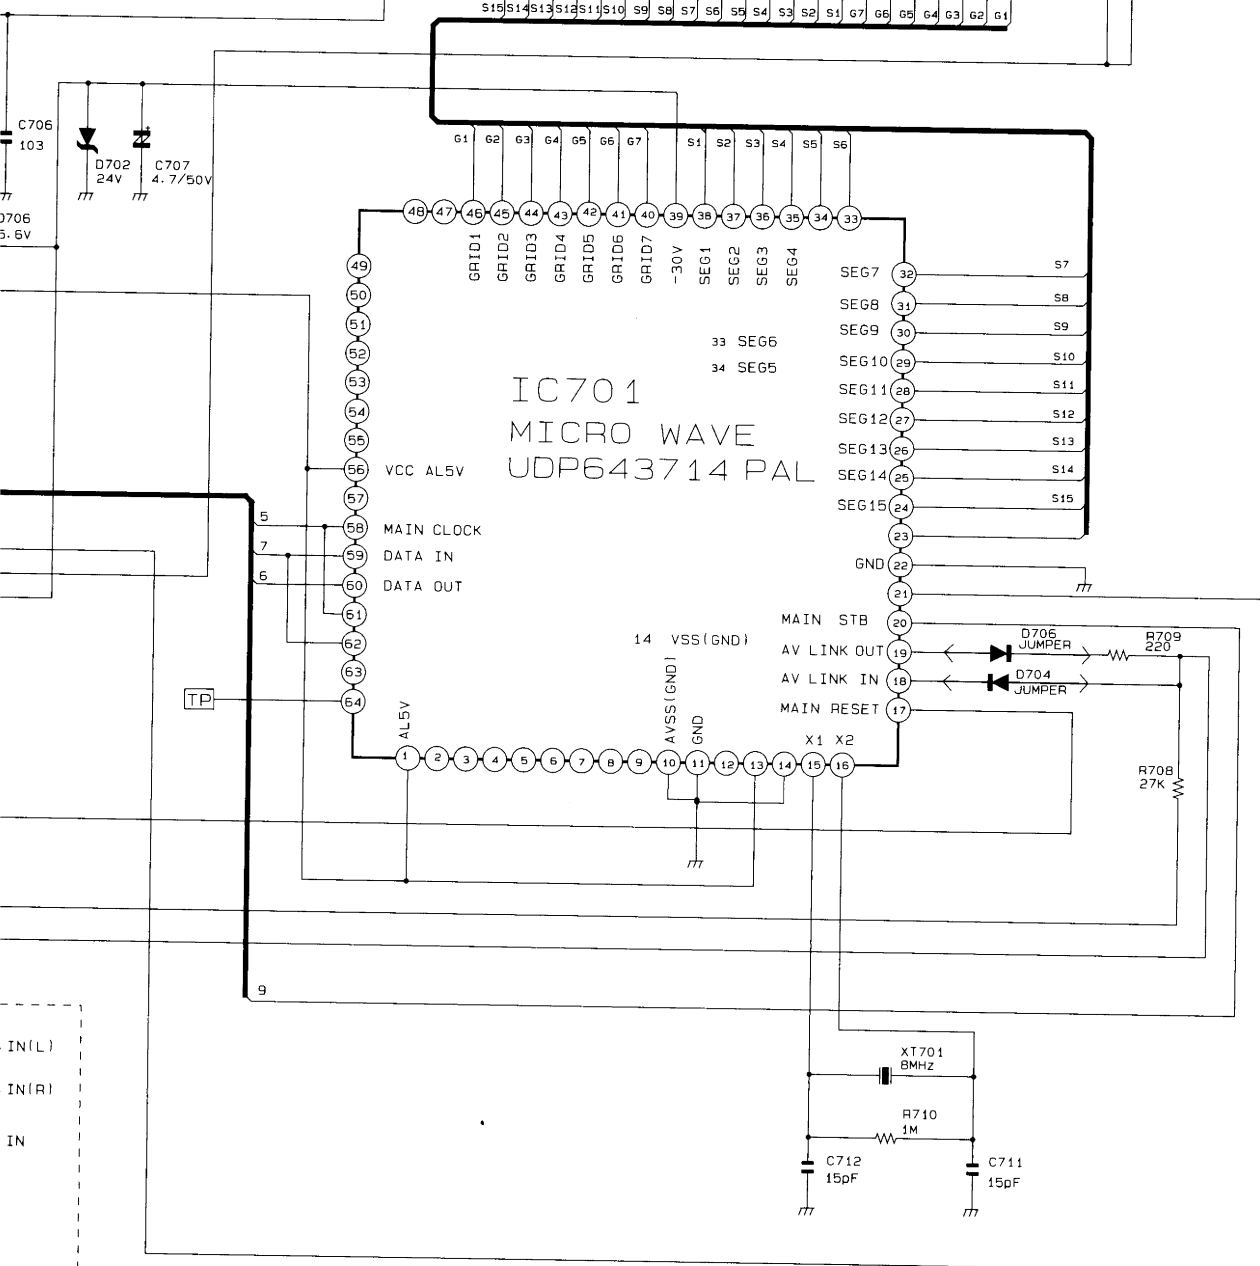 S15 S14 S13 S12 S11 S10 S9 S8 S7 S6 S5 S4 S3 S2 S1 G7 G6 G5 G4 G3 G2 G1
C706
103
D702
24V
C707
4.7/50V
D706
5.6V
G1 G2 G3 G4 G5 G6 G7 S1 S2 S3 S4 S5 S6
48 47 46 45 44 43 42 41 40 39 38 37 36 35 34 33
GRID1 GRID2 GRID3 GRID4 GRID5 GRID6 GRID7 -30V SEG1 SEG2 SEG3 SEG4
49
50
51
52
53
54
55
56 VCC AL5V
57
5 58 MAIN CLOCK
7 59 DATA IN
6 60 DATA OUT
61
62
63
TP 64
33 SEG6
34 SEG5
IC701
MICRO WAVE
UDP643714 PAL
SEG7 32 S7
SEG8 31 S8
SEG9 30 S9
SEG10 29 S10
SEG11 28 S11
SEG12 27 S12
SEG13 26 S13
SEG14 25 S14
SEG15 24 S15
23
GND 22
21
MAIN STB 20
14 VSS(GND)
AV LINK OUT 19
AV LINK IN 18
MAIN RESET 17
D706
JUMPER
R709
220
D704
JUMPER
R708
27K
AL5V AVSS(GND) GND X1 X2
1 2 3 4 5 6 7 8 9 10 11 12 13 14 15 16
9
IN(L)
IN(R)
IN
XT701
8MHz
R710
1M
C712
15pF
C711
15pF